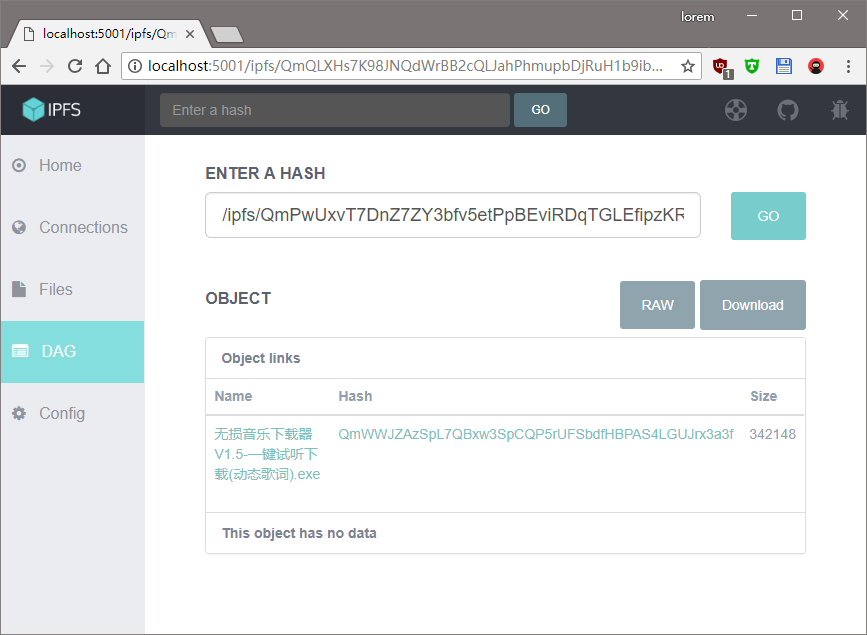 lorem
localhost:5001/ipfs/Qm
localhost:5001/ipfs/QmQLXHs7K98JNQdWrBB2cQLJahPhmupbDjRuH1b9ib...
1
IPFS
Enter a hash
GO
Home
Connections
Files
DAG
Config
ENTER A HASH
/ipfs/QmPwUxvT7DnZ7ZY3bfv5etPpBEviRDqTGLEfipzKR
GO
OBJECT
RAW
Download
Object links
Name Hash Size
无损音乐下载器 QmWWJZAzSpL7QBxw3SpCQP5rUFSbdfHBPAS4LGUJrx3a3f 342148
V1.5-一键试听下
载(动态歌词).exe
This object has no data